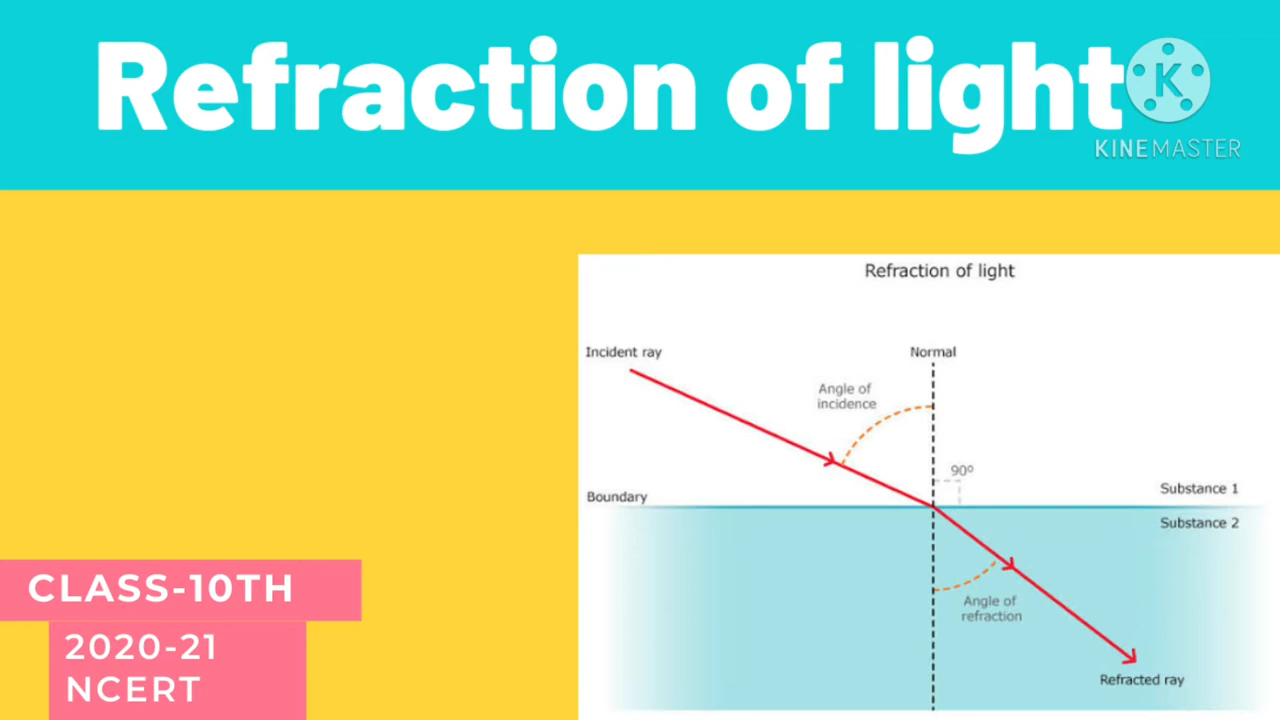 Refraction of light
K
KINEMASTER
Refraction of light
Incident ray
Normal
Angle of
incidence
90º
Boundary
Substance 1
Substance 2
Angle of
refraction
Refracted ray
CLASS-10TH
2020-21
NCERT